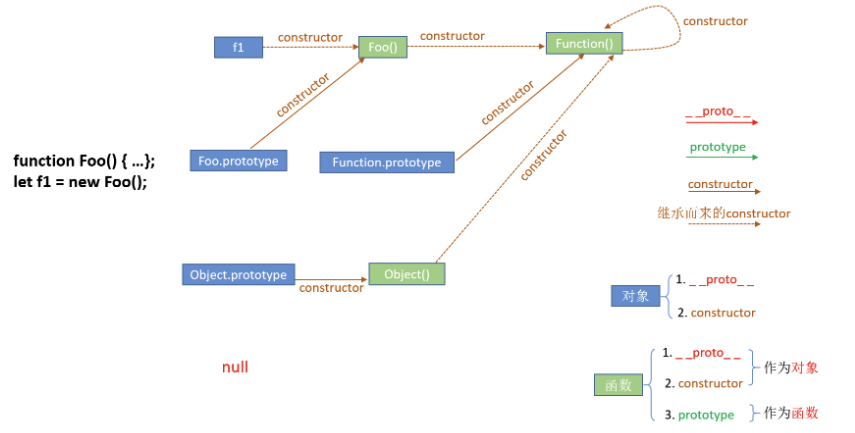 constructor
f1
constructor
Foo()
constructor
Function()
constructor
constructor
constructor
__proto__
function Foo() { ...};
let f1 = new Foo();
Foo.prototype
Function.prototype
prototype
constructor
继承而来的constructor
Object.prototype
constructor
Object()
对象
1. __proto__
2. constructor
null
函数
1. __proto__
2. constructor
作为对象
3. prototype
作为函数